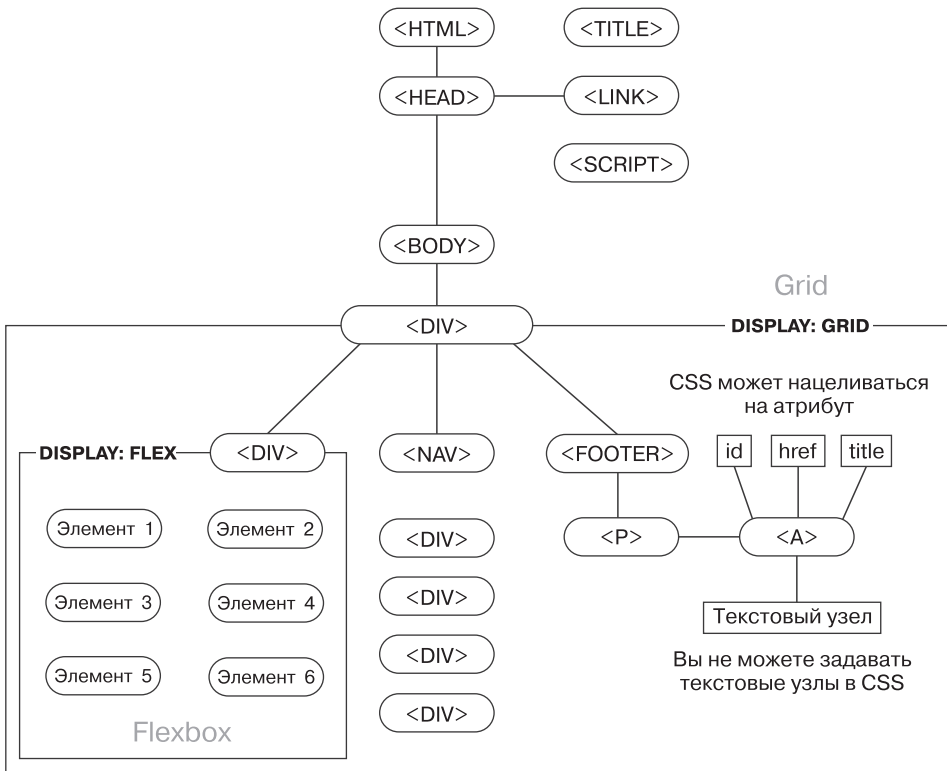 <HTML>
<TITLE>
<HEAD>
<LINK>
<SCRIPT>
<BODY>
Grid
<DIV>
DISPLAY: GRID
CSS может нацеливаться
на атрибут
DISPLAY: FLEX
<DIV>
<NAV>
<FOOTER>
id
href
title
Элемент 1
Элемент 2
<DIV>
<P>
<A>
Элемент 3
Элемент 4
<DIV>
Текстовый узел
Элемент 5
Элемент 6
<DIV>
Вы не можете задавать
текстовые узлы в CSS
<DIV>
Flexbox